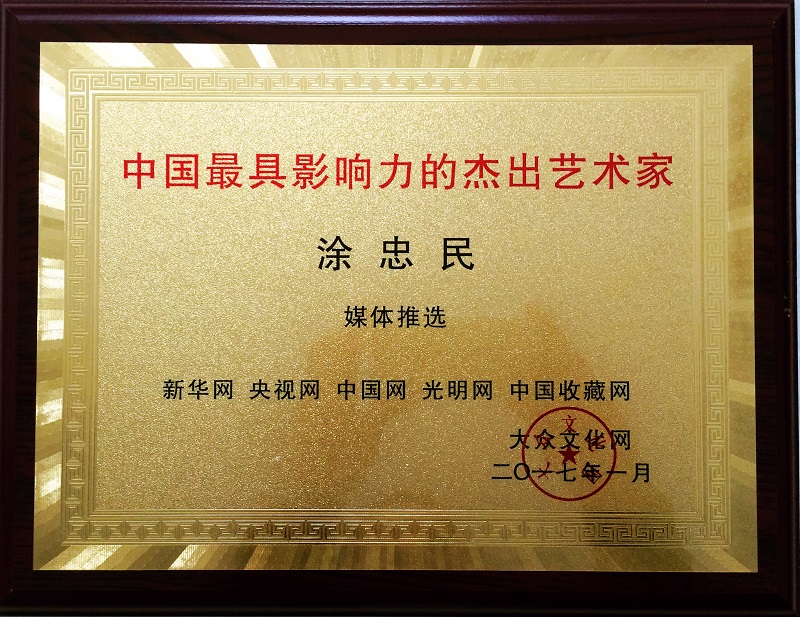 中国最具影响力的杰出艺术家
涂忠民
媒体推选
新华网 央视网 中国网 光明网 中国收藏网
大众文化网
二〇一七年一月